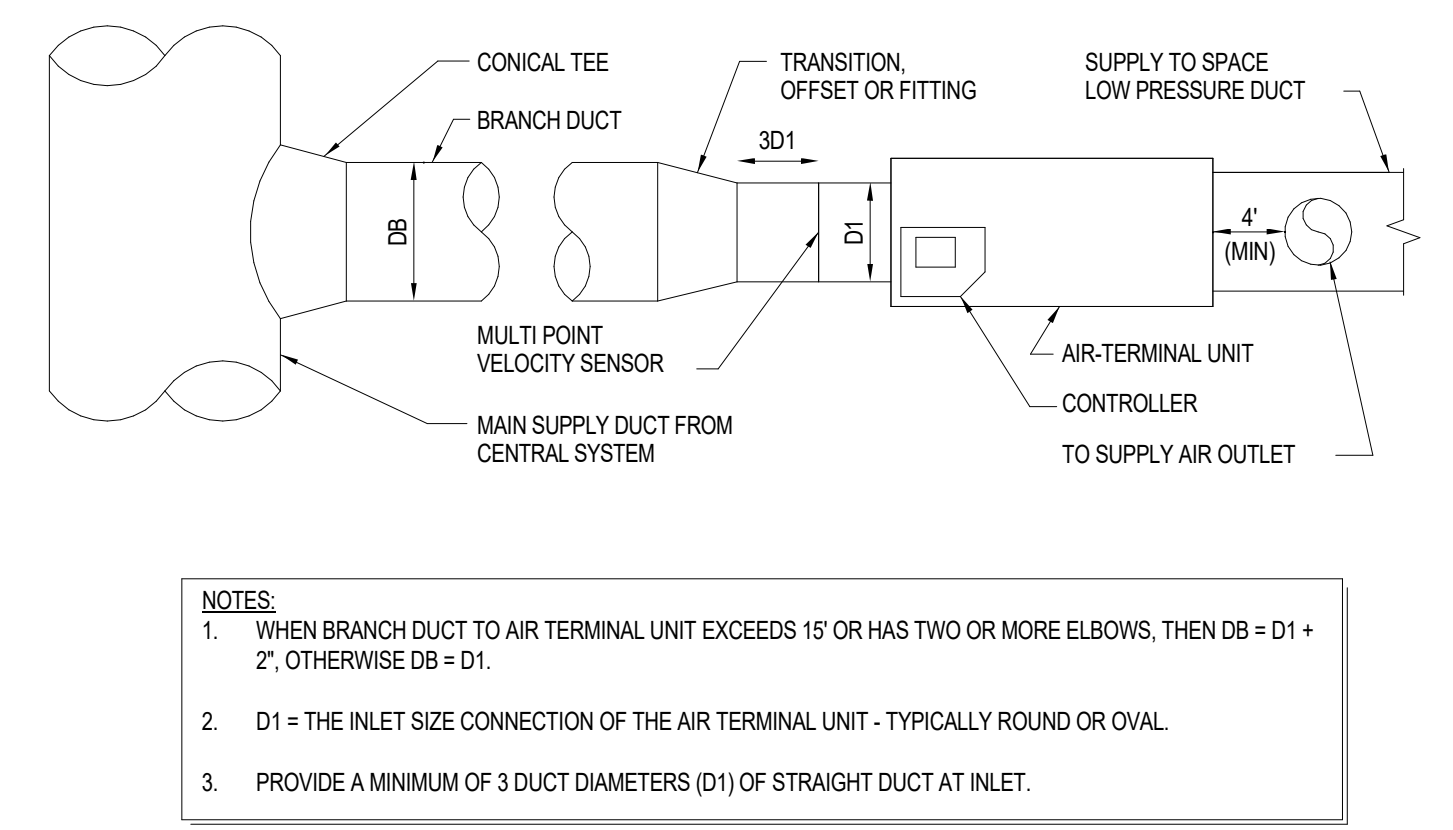 CONICAL TEE
BRANCH DUCT
TRANSITION,
OFFSET OR FITTING
SUPPLY TO SPACE
LOW PRESSURE DUCT
3D1
DB
D1
4'
(MIN)
MULTI POINT
VELOCITY SENSOR
AIR-TERMINAL UNIT
CONTROLLER
MAIN SUPPLY DUCT FROM
CENTRAL SYSTEM
TO SUPPLY AIR OUTLET
NOTES:
1. WHEN BRANCH DUCT TO AIR TERMINAL UNIT EXCEEDS 15' OR HAS TWO OR MORE ELBOWS, THEN DB = D1 +
2", OTHERWISE DB = D1.
2. D1 = THE INLET SIZE CONNECTION OF THE AIR TERMINAL UNIT - TYPICALLY ROUND OR OVAL.
3. PROVIDE A MINIMUM OF 3 DUCT DIAMETERS (D1) OF STRAIGHT DUCT AT INLET.